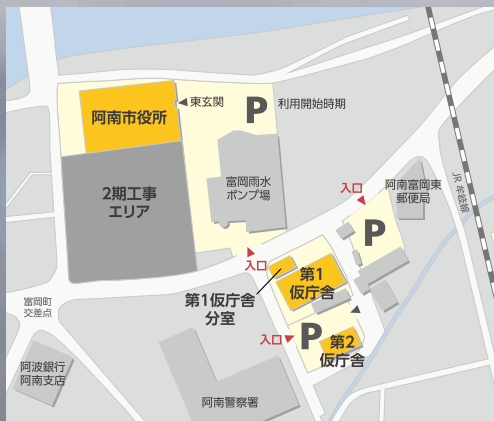 阿南市役所
東玄関
P
利用開始時期
2期工事
エリア
富岡雨水
ポンプ場
阿南富岡東
郵便局
JR 牟岐線
入口
P
入口
第1
仮庁舎
第1仮庁舎
分室
富岡町
交差点
入口
P
第2
仮庁舎
阿波銀行
阿南支店
阿南警察署